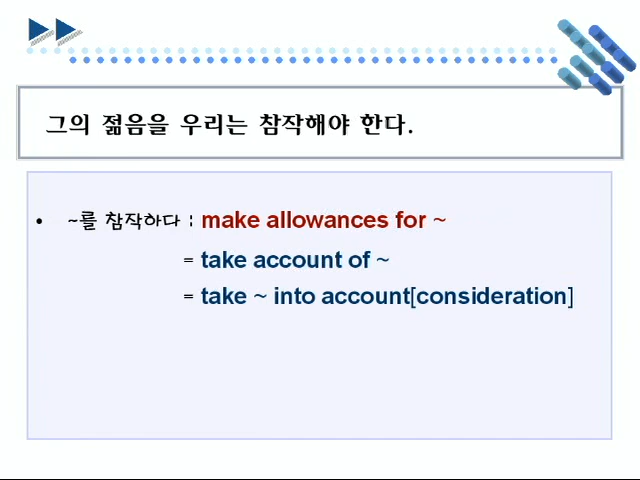 그의 젊음을 우리는 참작해야 한다.
• ~를 참작하다 : make allowances for ~
= take account of ~
= take ~ into account[consideration]